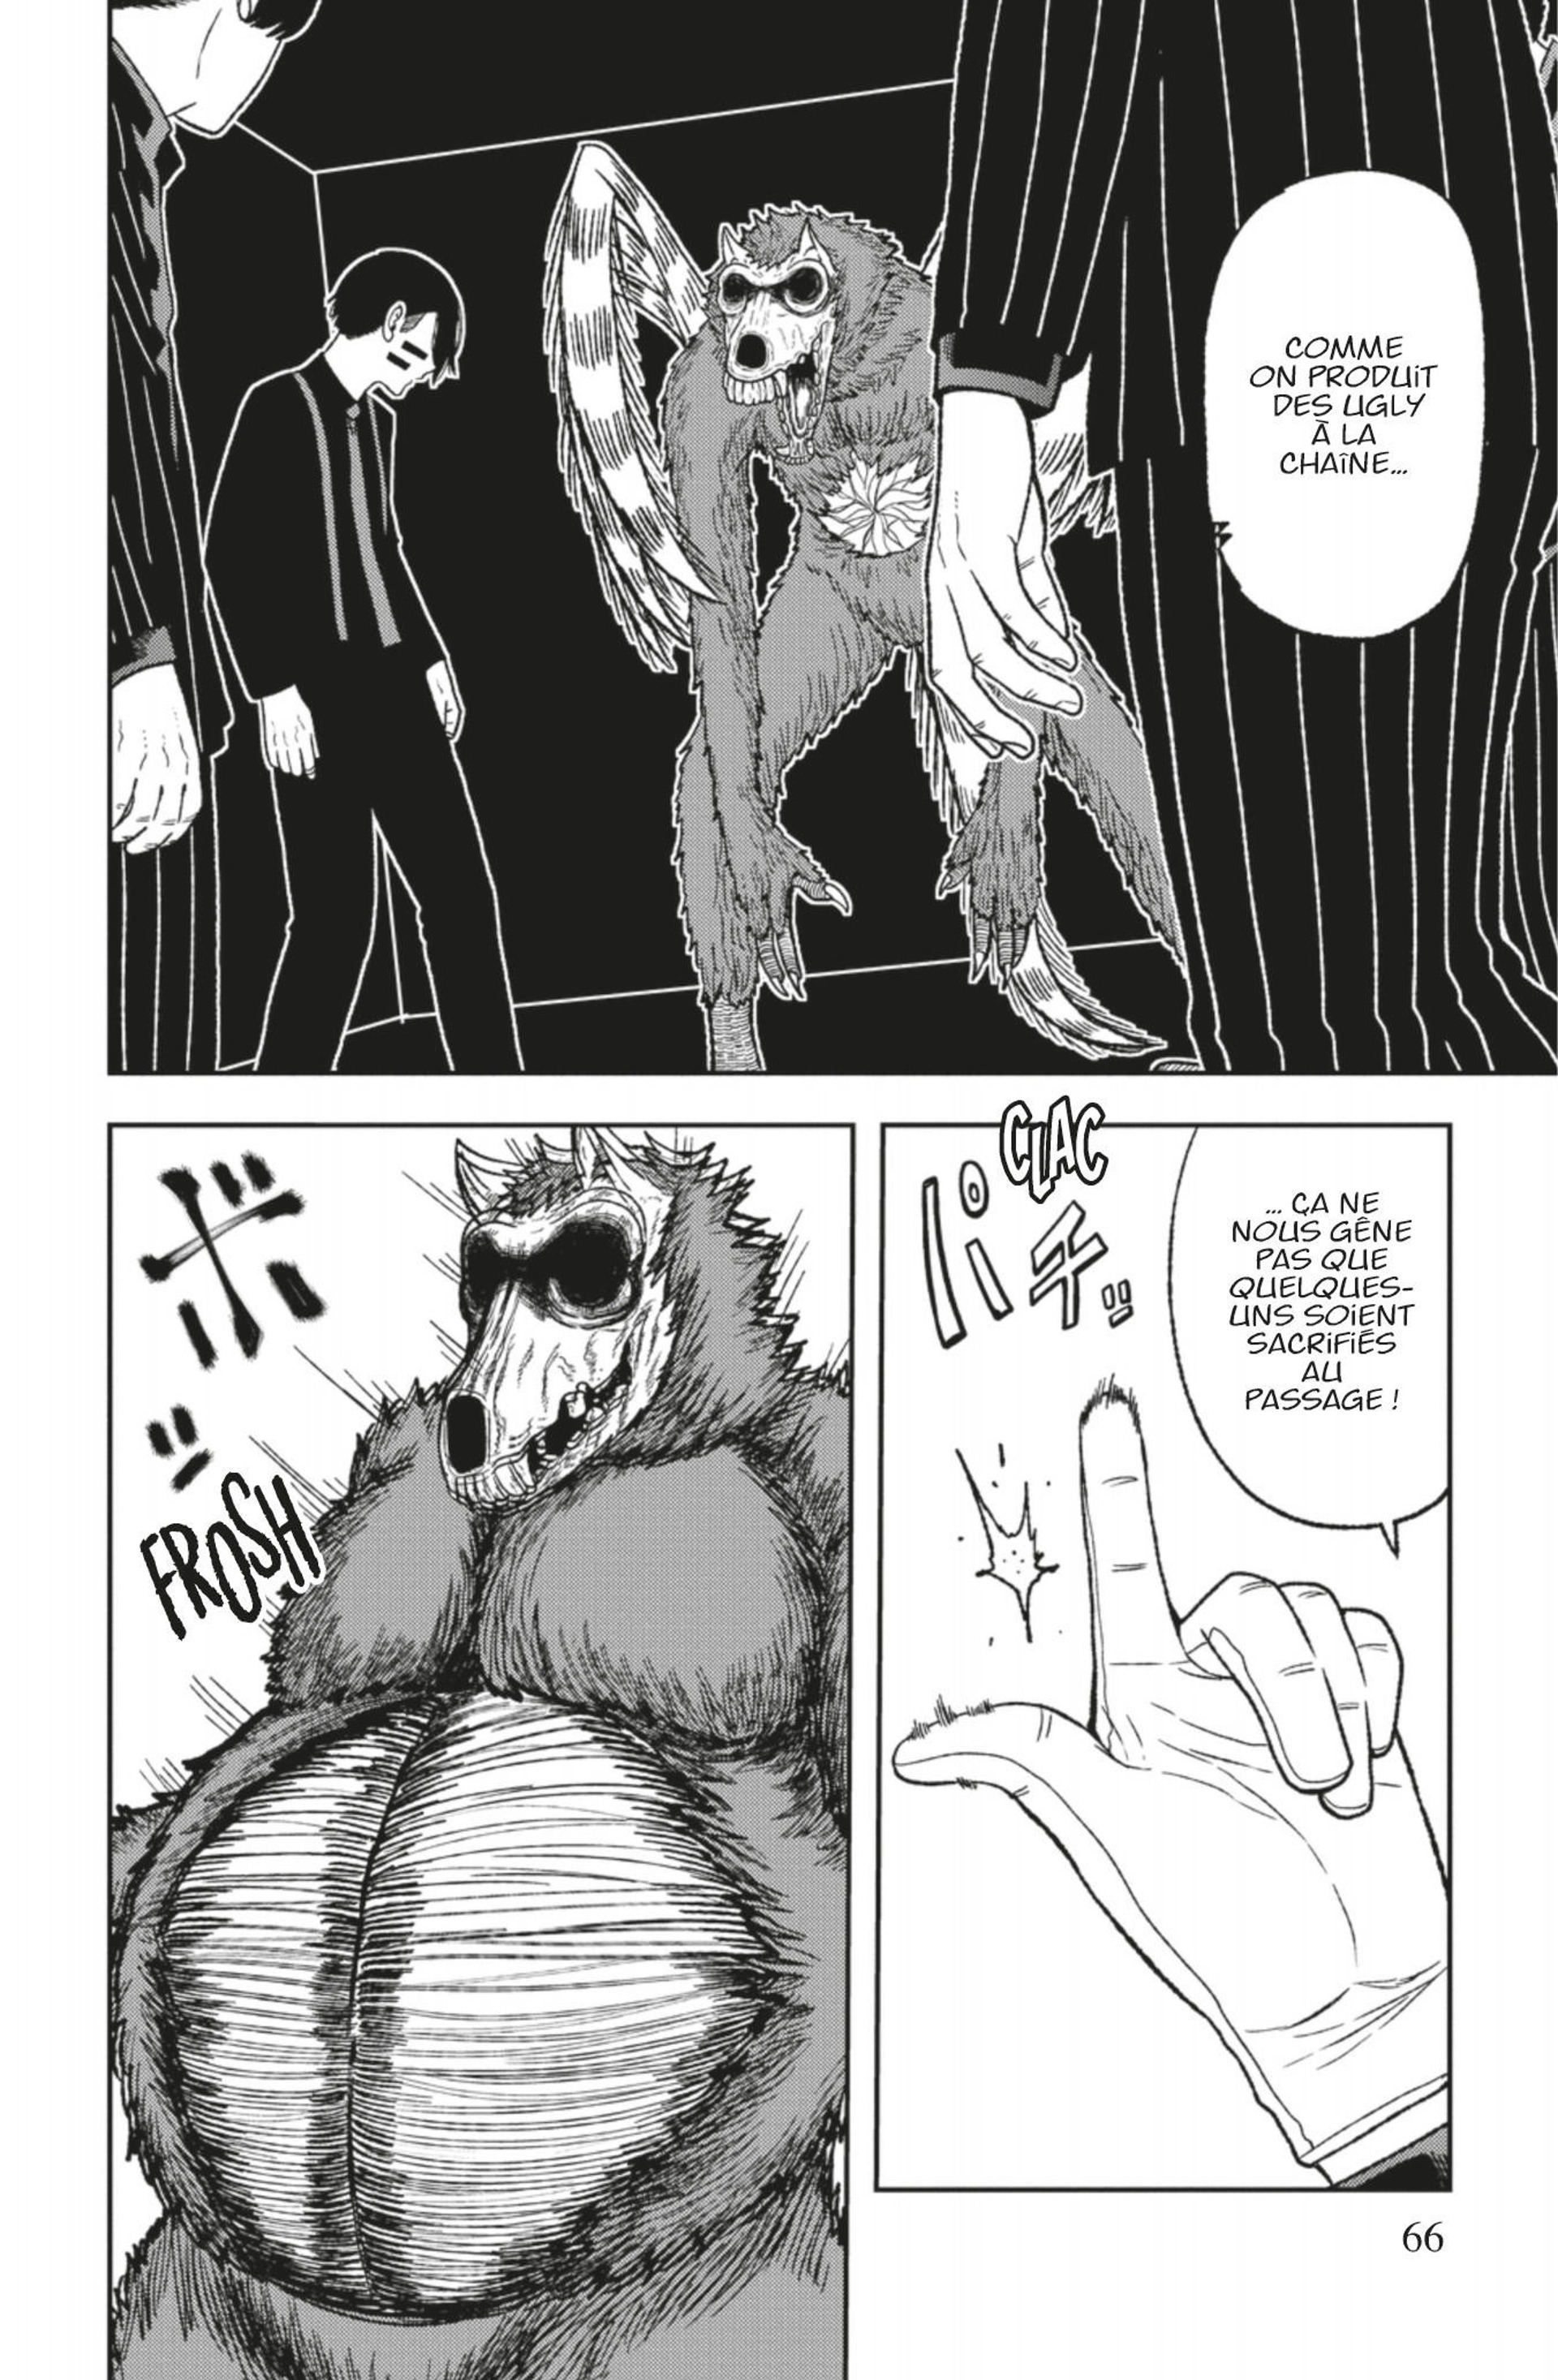 COMME
ON PRODUIT
DES UGLY
À LA
CHAÎNE...
... ÇA NE
NOUS GÊNE
PAS QUE
QUELQUES-
UNS SOIENT
SACRIFIÉS
AU
PASSAGE !
CLAC
パチッ
ボッ
FROSH
66